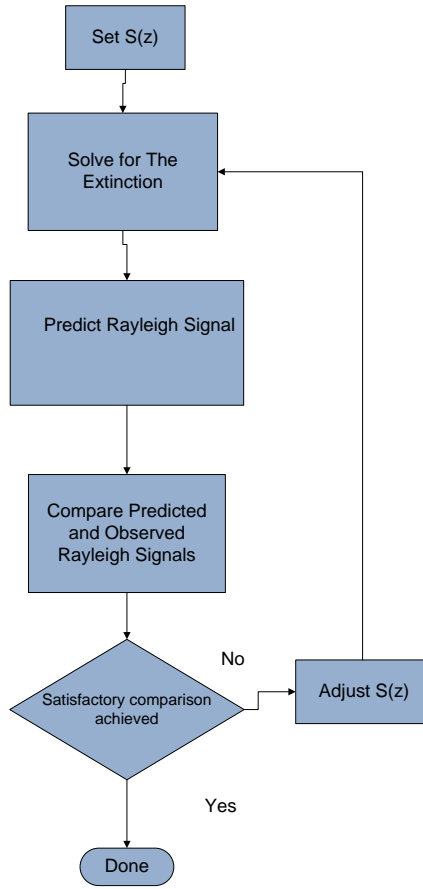 Set S(z)
Solve for The
Extinction
Predict Rayleigh Signal
Compare Predicted
and Observed
Rayleigh Signals
No
Satisfactory comparison
achieved
Adjust S(z)
Yes
Done